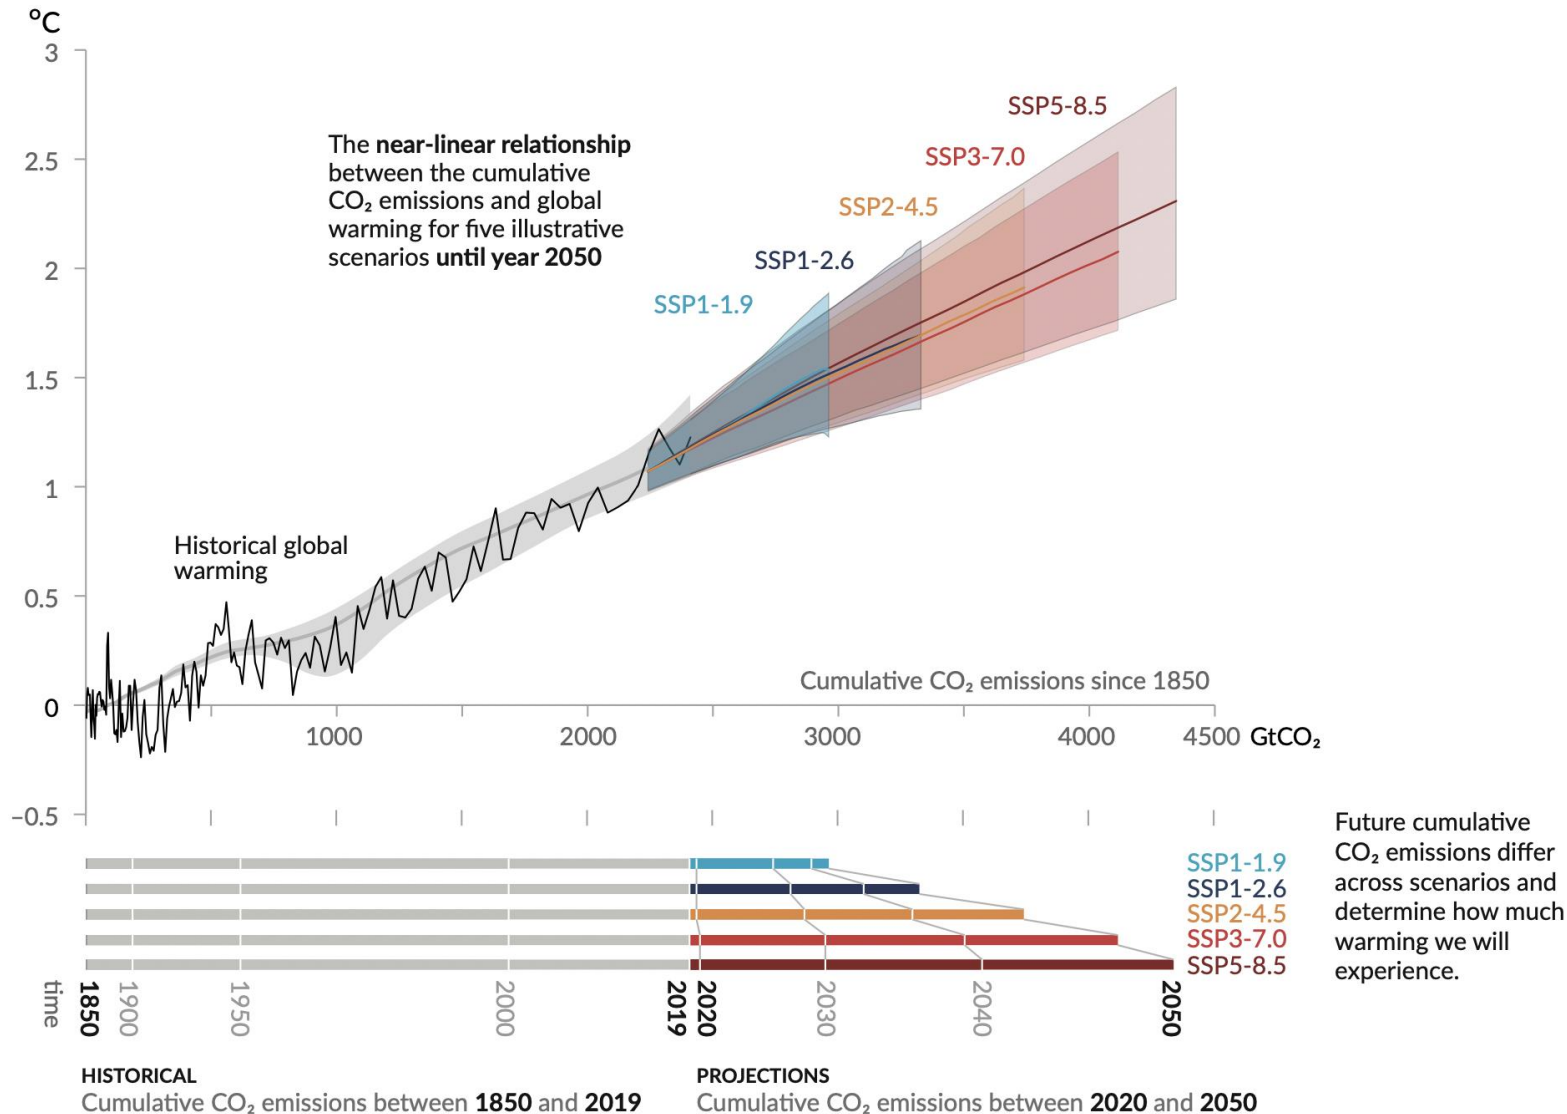 ºC
3
SSP5-8.5
The near-linear relationship
between the cumulative
CO₂ emissions and global
warming for five illustrative
scenarios until year 2050
2.5
SSP3-7.0
SSP2-4.5
2
SSP1-2.6
SSP1-1.9
1.5
1
Historical global
warming
0.5
Cumulative CO₂ emissions since 1850
0
1000 2000 3000 4000 4500 GtCO₂
–0.5
Future cumulative
CO₂ emissions differ
across scenarios and
determine how much
warming we will
experience.
SSP1-1.9
SSP1-2.6
SSP2-4.5
SSP3-7.0
SSP5-8.5
time 1850 1900 1950 2000 2019 2020 2030 2040 2050
HISTORICAL
Cumulative CO₂ emissions between 1850 and 2019
PROJECTIONS
Cumulative CO₂ emissions between 2020 and 2050